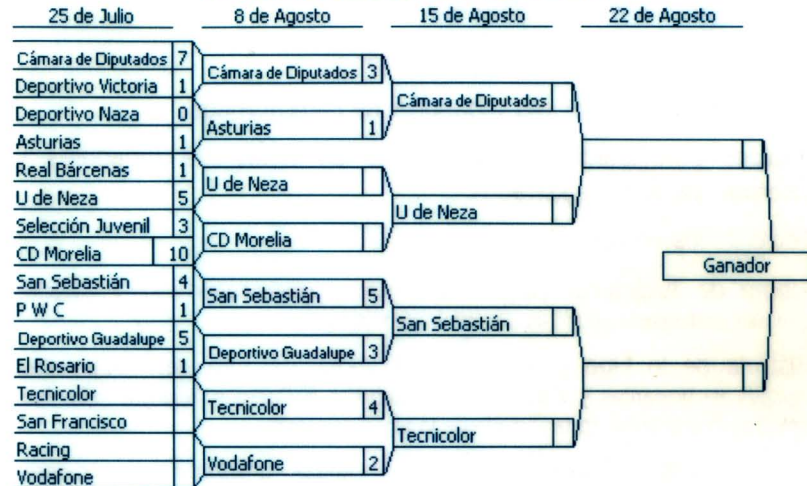 25 de Julio 8 de Agosto 15 de Agosto 22 de Agosto
Cámara de Diputados 7
Deportivo Victoria 1
Deportivo Naza 0
Asturias 1
Real Bárcenas 1
U de Neza 5
Selección Juvenil 3
CD Morelia 10
San Sebastián 4
P W C 1
Deportivo Guadalupe 5
El Rosario 1
Tecnicolor
San Francisco
Racing
Vodafone
Cámara de Diputados 3
Asturias 1
U de Neza
CD Morelia
San Sebastián 5
Deportivo Guadalupe 3
Tecnicolor 4
Vodafone 2
Cámara de Diputados
U de Neza
San Sebastián
Tecnicolor
Ganador